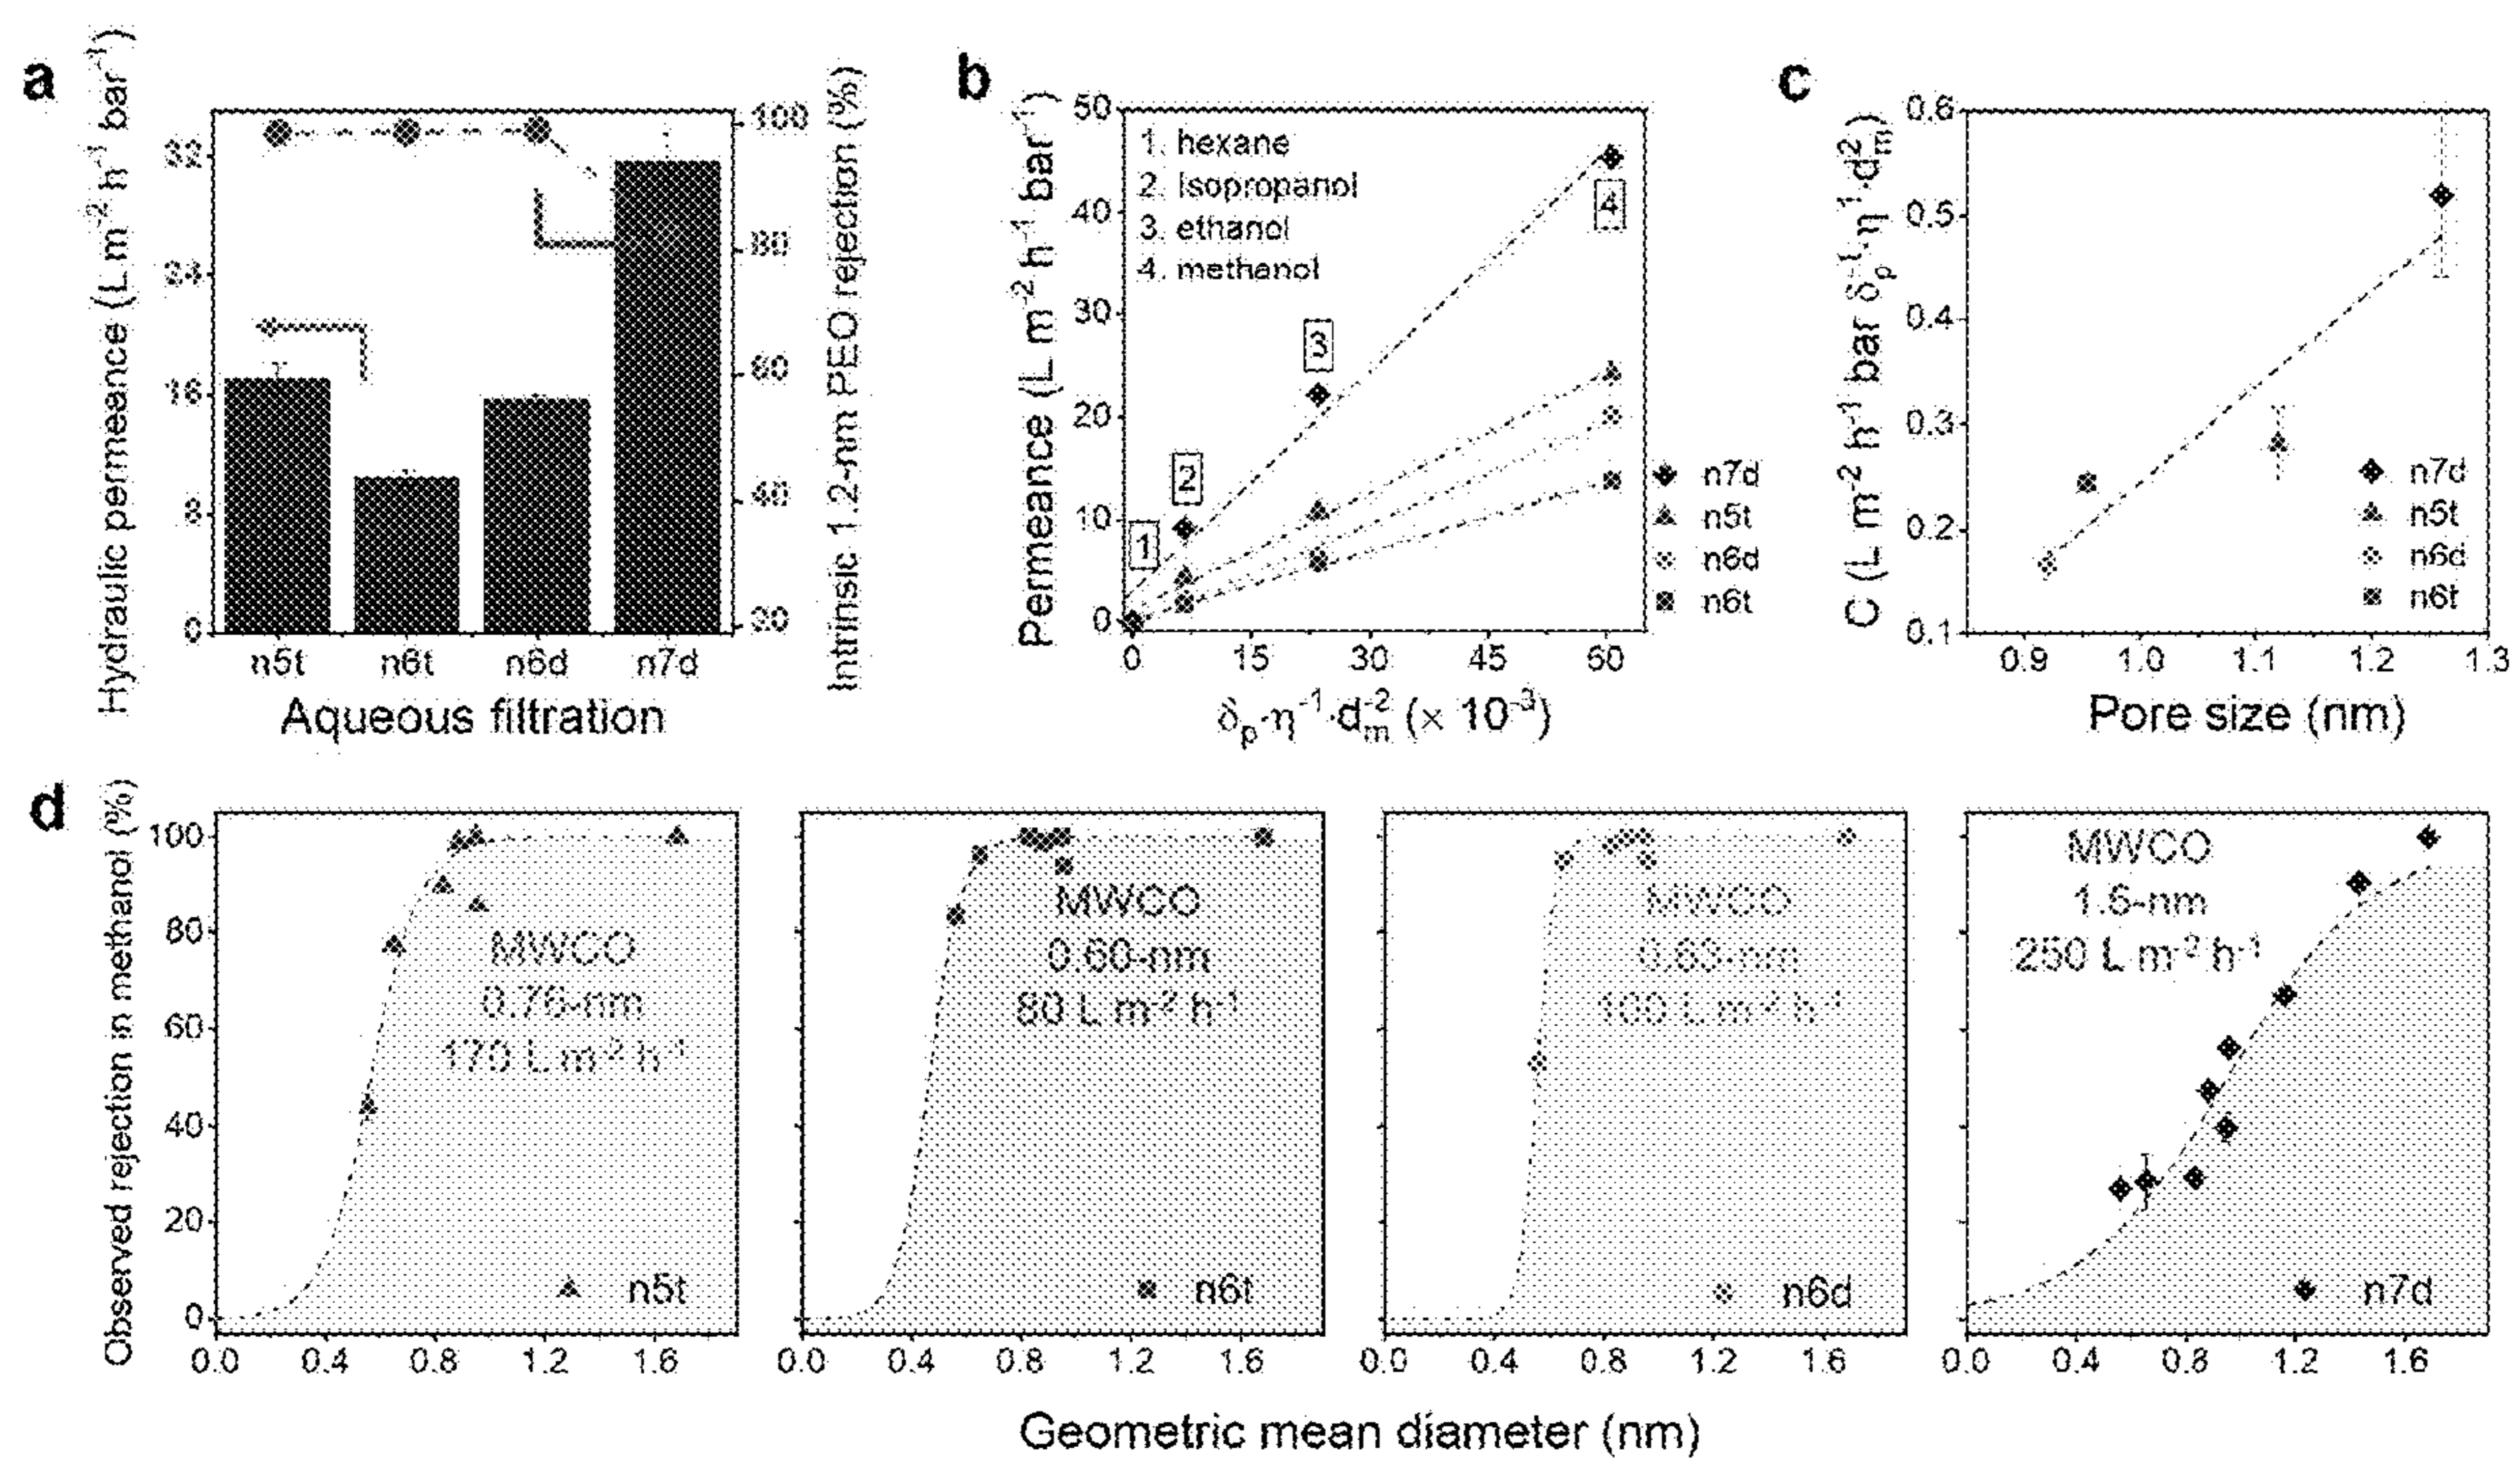 a
Hydraulic permeance (L m⁻² h⁻¹ bar⁻¹)
32
24
16
8
0
n5t
n6t
n6d
n7d
Aqueous filtration
100
80
60
40
20
Intrinsic 1.2-nm PEO rejection (%)
b
Permeance (L m⁻² h⁻¹ bar⁻¹)
50
40
30
20
10
0
1. hexane
2. Isopropanol
3. ethanol
4. methanol
1
2
3
4
n7d
n5t
n6d
n6t
0
15
30
45
60
δp·η⁻¹·dm⁻² (× 10⁻³)
c
C (L m⁻² h⁻¹ bar δp⁻¹·η⁻¹·dm²)
0.6
0.5
0.4
0.3
0.2
0.1
n7d
n5t
n6d
n6t
0.9
1.0
1.1
1.2
1.3
Pore size (nm)
d
Observed rejection in methanol (%)
100
80
60
40
20
0
MWCO
0.76-nm
170 L m⁻² h⁻¹
n5t
0.0
0.4
0.8
1.2
1.6
MWCO
0.60-nm
80 L m⁻² h⁻¹
n6t
0.0
0.4
0.8
1.2
1.6
MWCO
0.63-nm
100 L m⁻² h⁻¹
n6d
0.0
0.4
0.8
1.2
1.6
MWCO
1.5-nm
250 L m⁻² h⁻¹
n7d
0.0
0.4
0.8
1.2
1.6
Geometric mean diameter (nm)